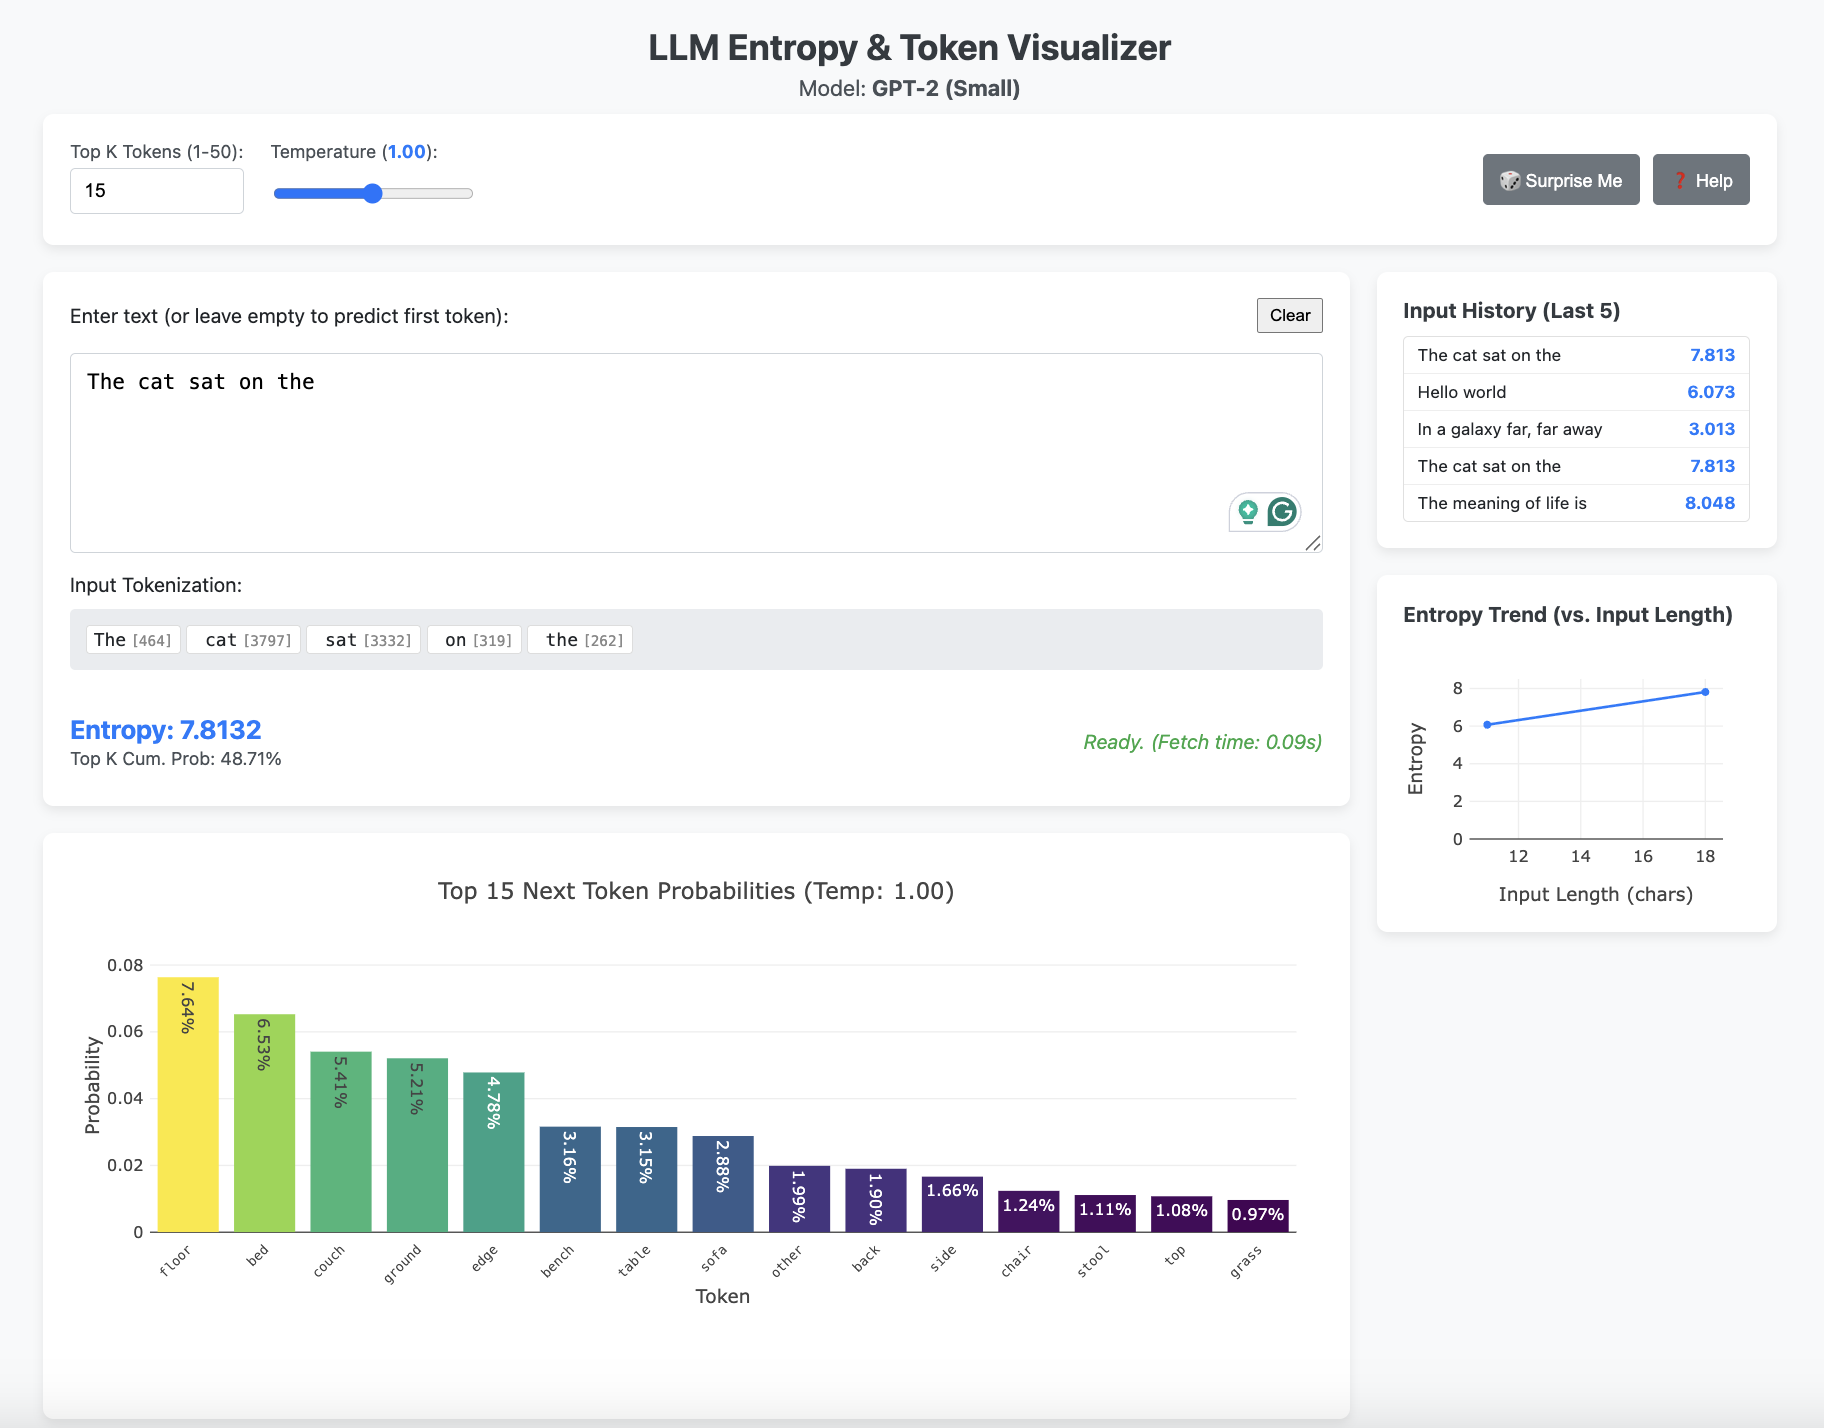 LLM Entropy & Token Visualizer
Model: GPT-2 (Small)
Top K Tokens (1-50):
Temperature (1.00):
15
🎲 Surprise Me
❓ Help
Enter text (or leave empty to predict first token):
Clear
The cat sat on the
Input Tokenization:
The [464] cat [3797] sat [3332] on [319] the [262]
Entropy: 7.8132
Top K Cum. Prob: 48.71%
Ready. (Fetch time: 0.09s)
Input History (Last 5)
The cat sat on the 7.813
Hello world 6.073
In a galaxy far, far away 3.013
The cat sat on the 7.813
The meaning of life is 8.048
Entropy Trend (vs. Input Length)
Entropy
8
6
4
2
0
12 14 16 18
Input Length (chars)
Top 15 Next Token Probabilities (Temp: 1.00)
Probability
0.08
0.06
0.04
0.02
0
7.64% 6.53% 5.41% 5.21% 4.78% 3.16% 3.15% 2.88% 1.99% 1.90% 1.66% 1.24% 1.11% 1.08% 0.97%
floor bed couch ground edge bench table sofa other back side chair stool top grass
Token